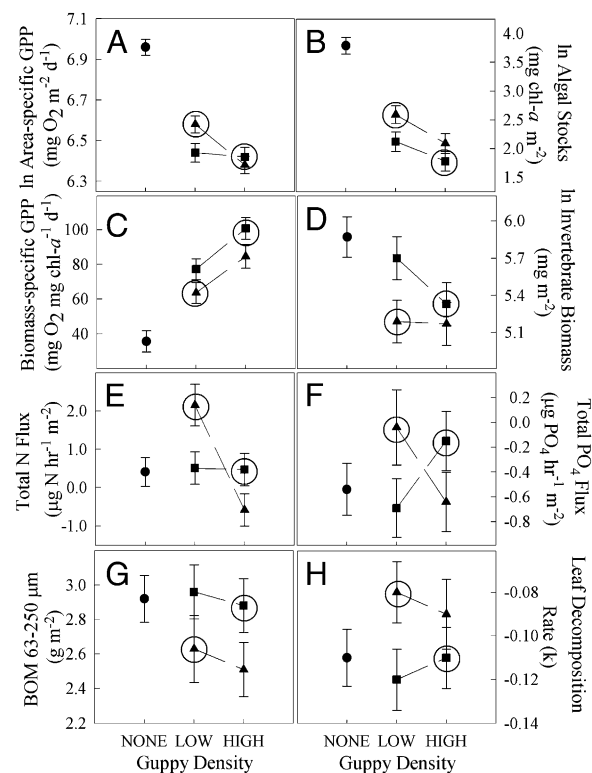 A
ln Area-specific GPP
(mg O2 m-2 d-1)
7.1
6.9
6.5
6.3
B
ln Algal Stocks
(mg chl-a m-2)
4.0
3.5
3.0
2.5
2.0
1.5
C
Biomass-specific GPP
(mg O2 mg chl-a-1 d-1)
100
80
60
40
D
ln Invertebrate Biomass
(mg m-2)
6.0
5.7
5.4
5.1
E
Total N Flux
(µg N hr-1 m-2)
2.0
1.0
0.0
-1.0
F
Total PO4 Flux
(µg PO4 hr-1 m-2)
0.2
0.0
-0.2
-0.4
-0.6
-0.8
G
BOM 63-250 µm
(g m-2)
3.0
2.8
2.6
2.4
2.2
H
Leaf Decomposition
Rate (k)
-0.08
-0.10
-0.12
-0.14
NONE LOW HIGH
Guppy Density
NONE LOW HIGH
Guppy Density